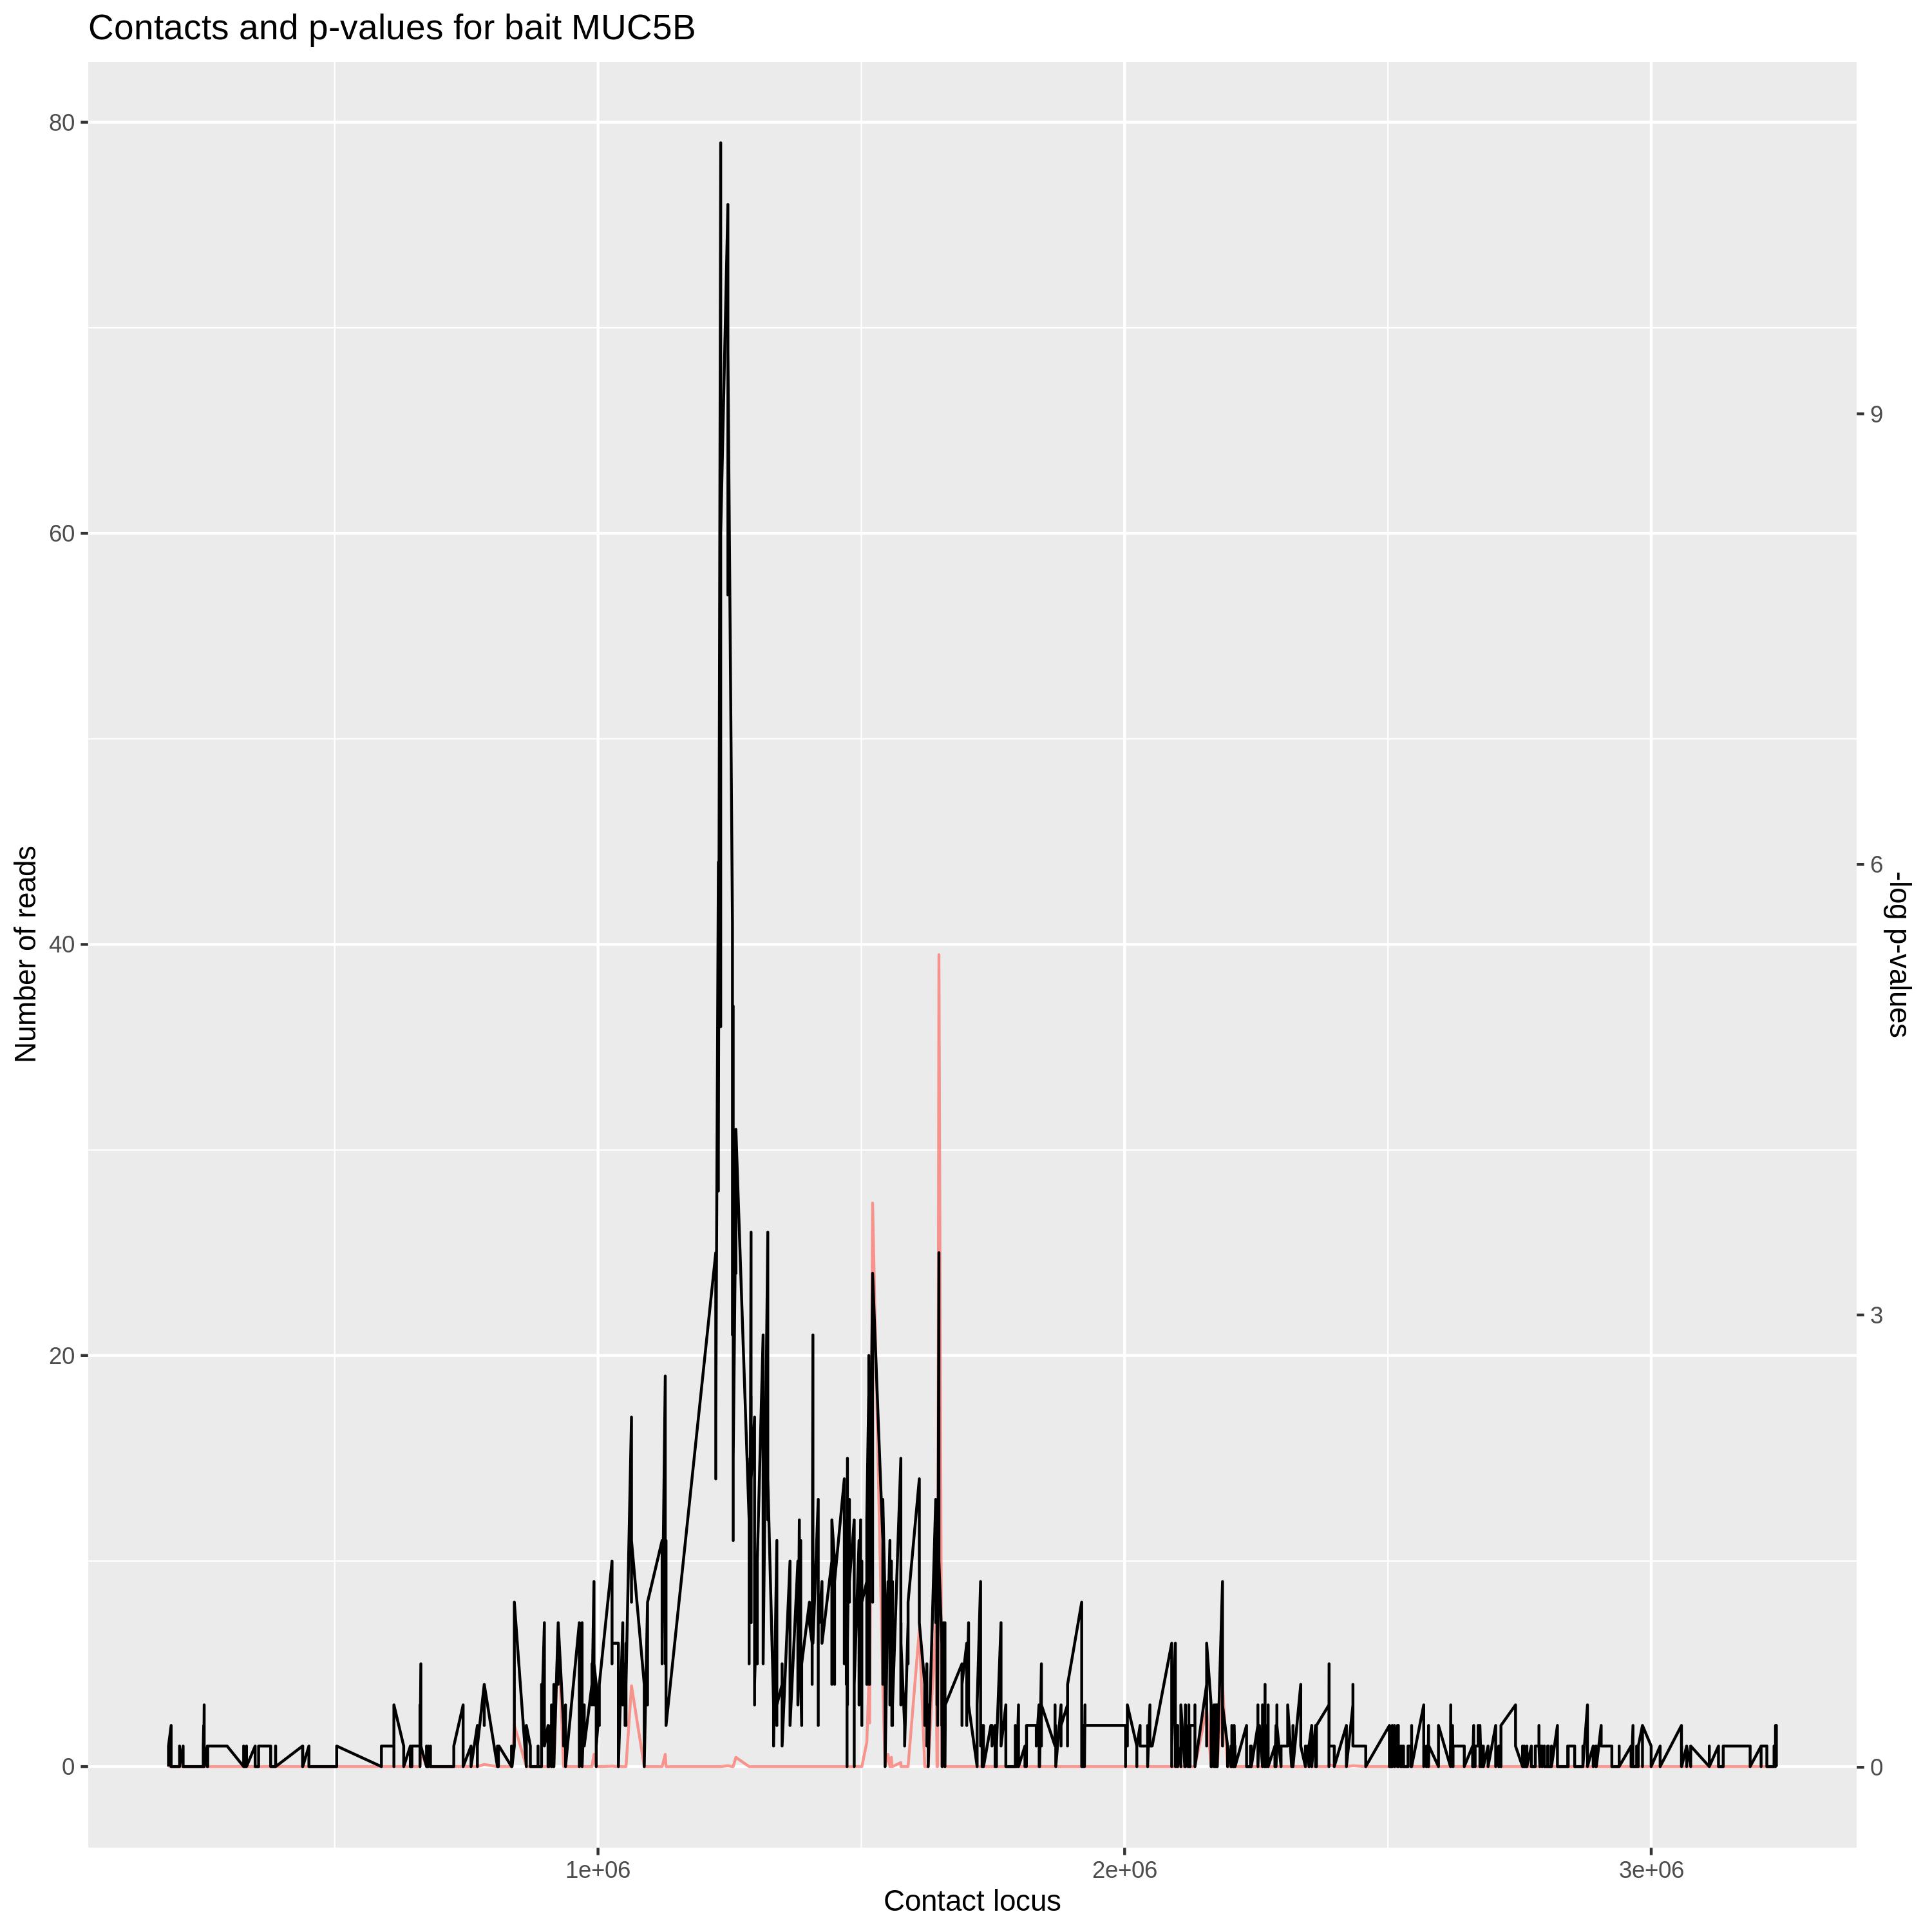 Contacts and p-values for bait MUC5B
80
60
40
20
0
9
6
3
0
Number of reads
-log p-values
1e+06
2e+06
3e+06
Contact locus